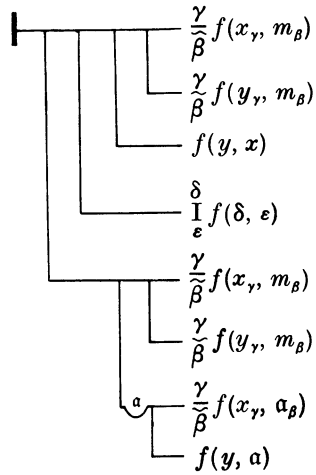 γ/β̃ f(x_γ, m_β)
γ/β̃ f(y_γ, m_β)
f(y, x)
δ I ε f(δ, ε)
γ/β̃ f(x_γ, m_β)
γ/β̃ f(y_γ, m_β)
𝔞 γ/β̃ f(x_γ, 𝔞_β)
f(y, 𝔞)